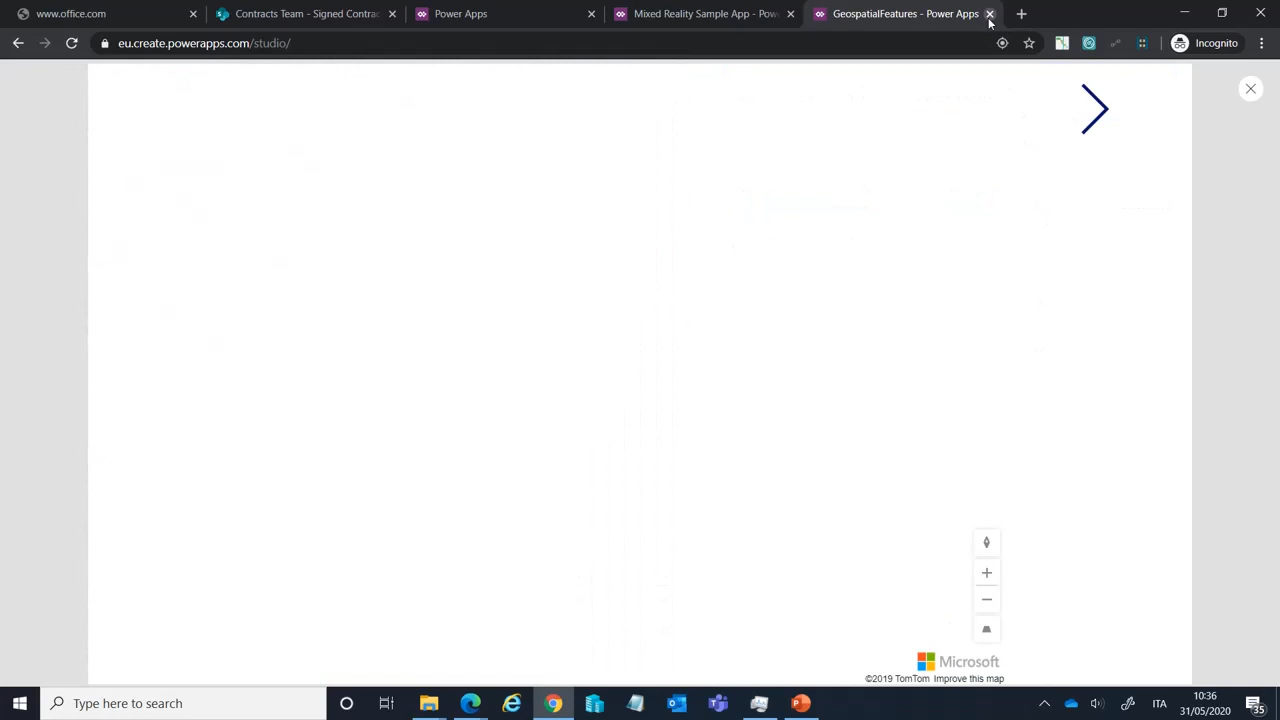 www.office.com
Contracts Team - Signed Contrac
Power Apps
Mixed Reality Sample App - Pow
GeospatialFeatures - Power Apps
eu.create.powerapps.com/studio/
Incognito
Microsoft
©2019 TomTom Improve this map
Type here to search
ITA
10:36
31/05/2020
35